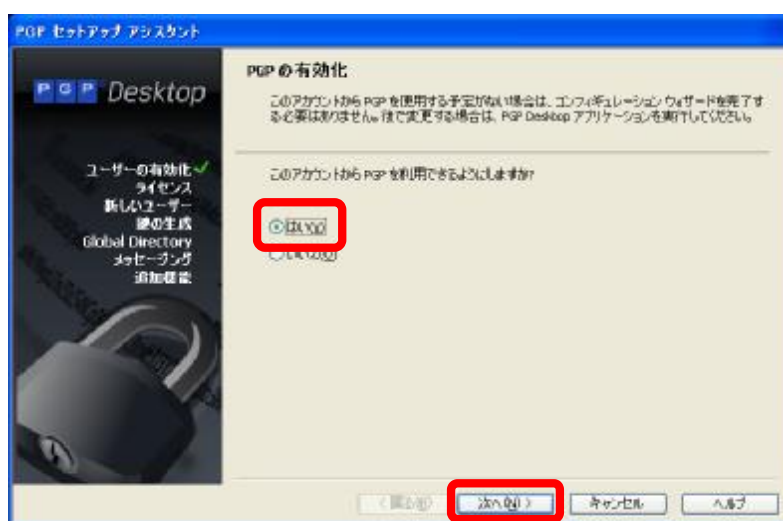 PGP セットアップ アシスタント
PGP Desktop
ユーザーの有効化
ライセンス
新しいユーザー
鍵の生成
Global Directory
メッセージング
追加機能
PGP の有効化
このアカウントから PGP を使用する予定がない場合は、コンフィギュレーション ウィザードを完了す
る必要はありません。後で変更する場合は、PGP Desktop アプリケーションを実行してください。
このアカウントから PGP を利用できるようにしますか?
はい(Y)
いいえ(O)
< 戻る(B)
次へ(N) >
キャンセル
ヘルプ